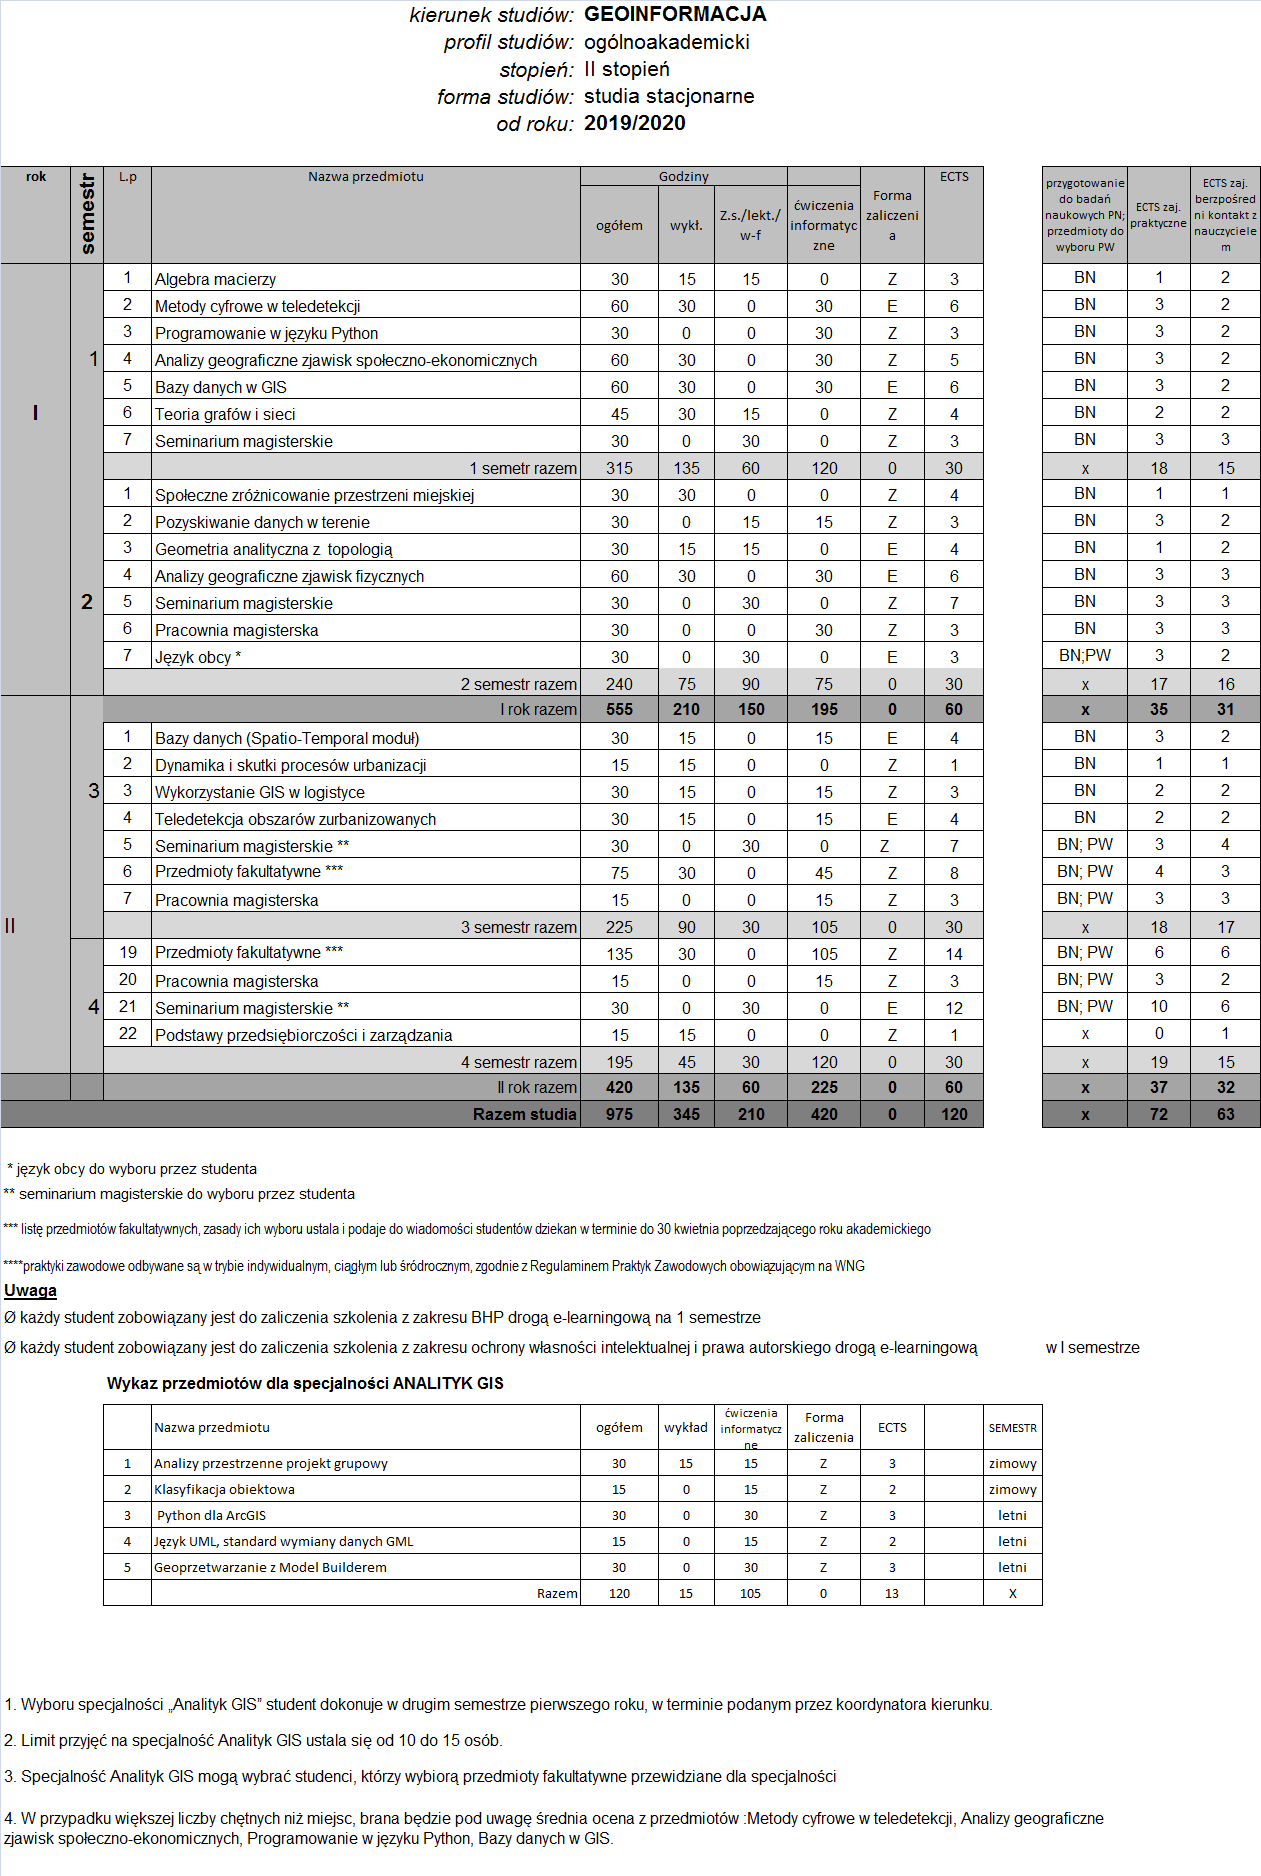 kierunek studiów: GEOINFORMACJA
profil studiów: ogólnoakademicki
stopień: II stopień
forma studiów: studia stacjonarne
od roku: 2019/2020
rok semestr L.p Nazwa przedmiotu Godziny ECTS
ogółem wykł. Z.s./lekt./ w-f ćwiczenia informatyc zne Forma zaliczeni a
przygotowanie do badań naukowych PN; przedmioty do wyboru PW ECTS zaj. praktyczne ECTS zaj. berzpośred ni kontakt z nauczyciele m
1 Algebra macierzy 30 15 15 0 Z 3 BN 1 2
2 Metody cyfrowe w teledetekcji 60 30 0 30 E 6 BN 3 2
3 Programowanie w języku Python 30 0 0 30 Z 3 BN 3 2
1 4 Analizy geograficzne zjawisk społeczno-ekonomicznych 60 30 0 30 Z 5 BN 3 2
5 Bazy danych w GIS 60 30 0 30 E 6 BN 3 2
I 6 Teoria grafów i sieci 45 30 15 0 Z 4 BN 2 2
7 Seminarium magisterskie 30 0 30 0 Z 3 BN 3 3
1 semetr razem 315 135 60 120 0 30 x 18 15
1 Społeczne zróżnicowanie przestrzeni miejskiej 30 30 0 0 Z 4 BN 1 1
2 Pozyskiwanie danych w terenie 30 0 15 15 Z 3 BN 3 2
3 Geometria analityczna z topologią 30 15 15 0 E 4 BN 1 2
4 Analizy geograficzne zjawisk fizycznych 60 30 0 30 E 6 BN 3 3
2 5 Seminarium magisterskie 30 0 30 0 Z 7 BN 3 3
6 Pracownia magisterska 30 0 0 30 Z 3 BN 3 3
7 Język obcy * 30 0 30 0 E 3 BN;PW 3 2
2 semestr razem 240 75 90 75 0 30 x 17 16
I rok razem 555 210 150 195 0 60 x 35 31
1 Bazy danych (Spatio-Temporal moduł) 30 15 0 15 E 4 BN 3 2
2 Dynamika i skutki procesów urbanizacji 15 15 0 0 Z 1 BN 1 1
3 3 Wykorzystanie GIS w logistyce 30 15 0 15 Z 3 BN 2 2
4 Teledetekcja obszarów zurbanizowanych 30 15 0 15 E 4 BN 2 2
5 Seminarium magisterskie ** 30 0 30 0 Z 7 BN; PW 3 4
6 Przedmioty fakultatywne *** 75 30 0 45 Z 8 BN; PW 4 3
7 Pracownia magisterska 15 0 0 15 Z 3 BN; PW 3 3
II 3 semestr razem 225 90 30 105 0 30 x 18 17
19 Przedmioty fakultatywne *** 135 30 0 105 Z 14 BN; PW 6 6
20 Pracownia magisterska 15 0 0 15 Z 3 BN; PW 3 2
4 21 Seminarium magisterskie ** 30 0 30 0 E 12 BN; PW 10 6
22 Podstawy przedsiębiorczości i zarządzania 15 15 0 0 Z 1 x 0 1
4 semestr razem 195 45 30 120 0 30 x 19 15
II rok razem 420 135 60 225 0 60 x 37 32
Razem studia 975 345 210 420 0 120 x 72 63
* język obcy do wyboru przez studenta
** seminarium magisterskie do wyboru przez studenta
*** listę przedmiotów fakultatywnych, zasady ich wyboru ustala i podaje do wiadomości studentów dziekan w terminie do 30 kwietnia poprzedzającego roku akademickiego
****praktyki zawodowe odbywane są w trybie indywidualnym, ciągłym lub śródrocznym, zgodnie z Regulaminem Praktyk Zawodowych obowiązującym na WNG
Uwaga
Ø każdy student zobowiązany jest do zaliczenia szkolenia z zakresu BHP drogą e-learningową na 1 semestrze
Ø każdy student zobowiązany jest do zaliczenia szkolenia z zakresu ochrony własności intelektualnej i prawa autorskiego drogą e-learningową w I semestrze
Wykaz przedmiotów dla specjalności ANALITYK GIS
Nazwa przedmiotu ogółem wykład ćwiczenia informatycz ne Forma zaliczenia ECTS SEMESTR
1 Analizy przestrzenne projekt grupowy 30 15 15 Z 3 zimowy
2 Klasyfikacja obiektowa 15 0 15 Z 2 zimowy
3 Python dla ArcGIS 30 0 30 Z 3 letni
4 Język UML, standard wymiany danych GML 15 0 15 Z 2 letni
5 Geoprzetwarzanie z Model Builderem 30 0 30 Z 3 letni
Razem 120 15 105 0 13 X
1. Wyboru specjalności „Analityk GIS” student dokonuje w drugim semestrze pierwszego roku, w terminie podanym przez koordynatora kierunku.
2. Limit przyjęć na specjalność Analityk GIS ustala się od 10 do 15 osób.
3. Specjalność Analityk GIS mogą wybrać studenci, którzy wybiorą przedmioty fakultatywne przewidziane dla specjalności
4. W przypadku większej liczby chętnych niż miejsc, brana będzie pod uwagę średnia ocena z przedmiotów :Metody cyfrowe w teledetekcji, Analizy geograficzne
zjawisk społeczno-ekonomicznych, Programowanie w języku Python, Bazy danych w GIS.